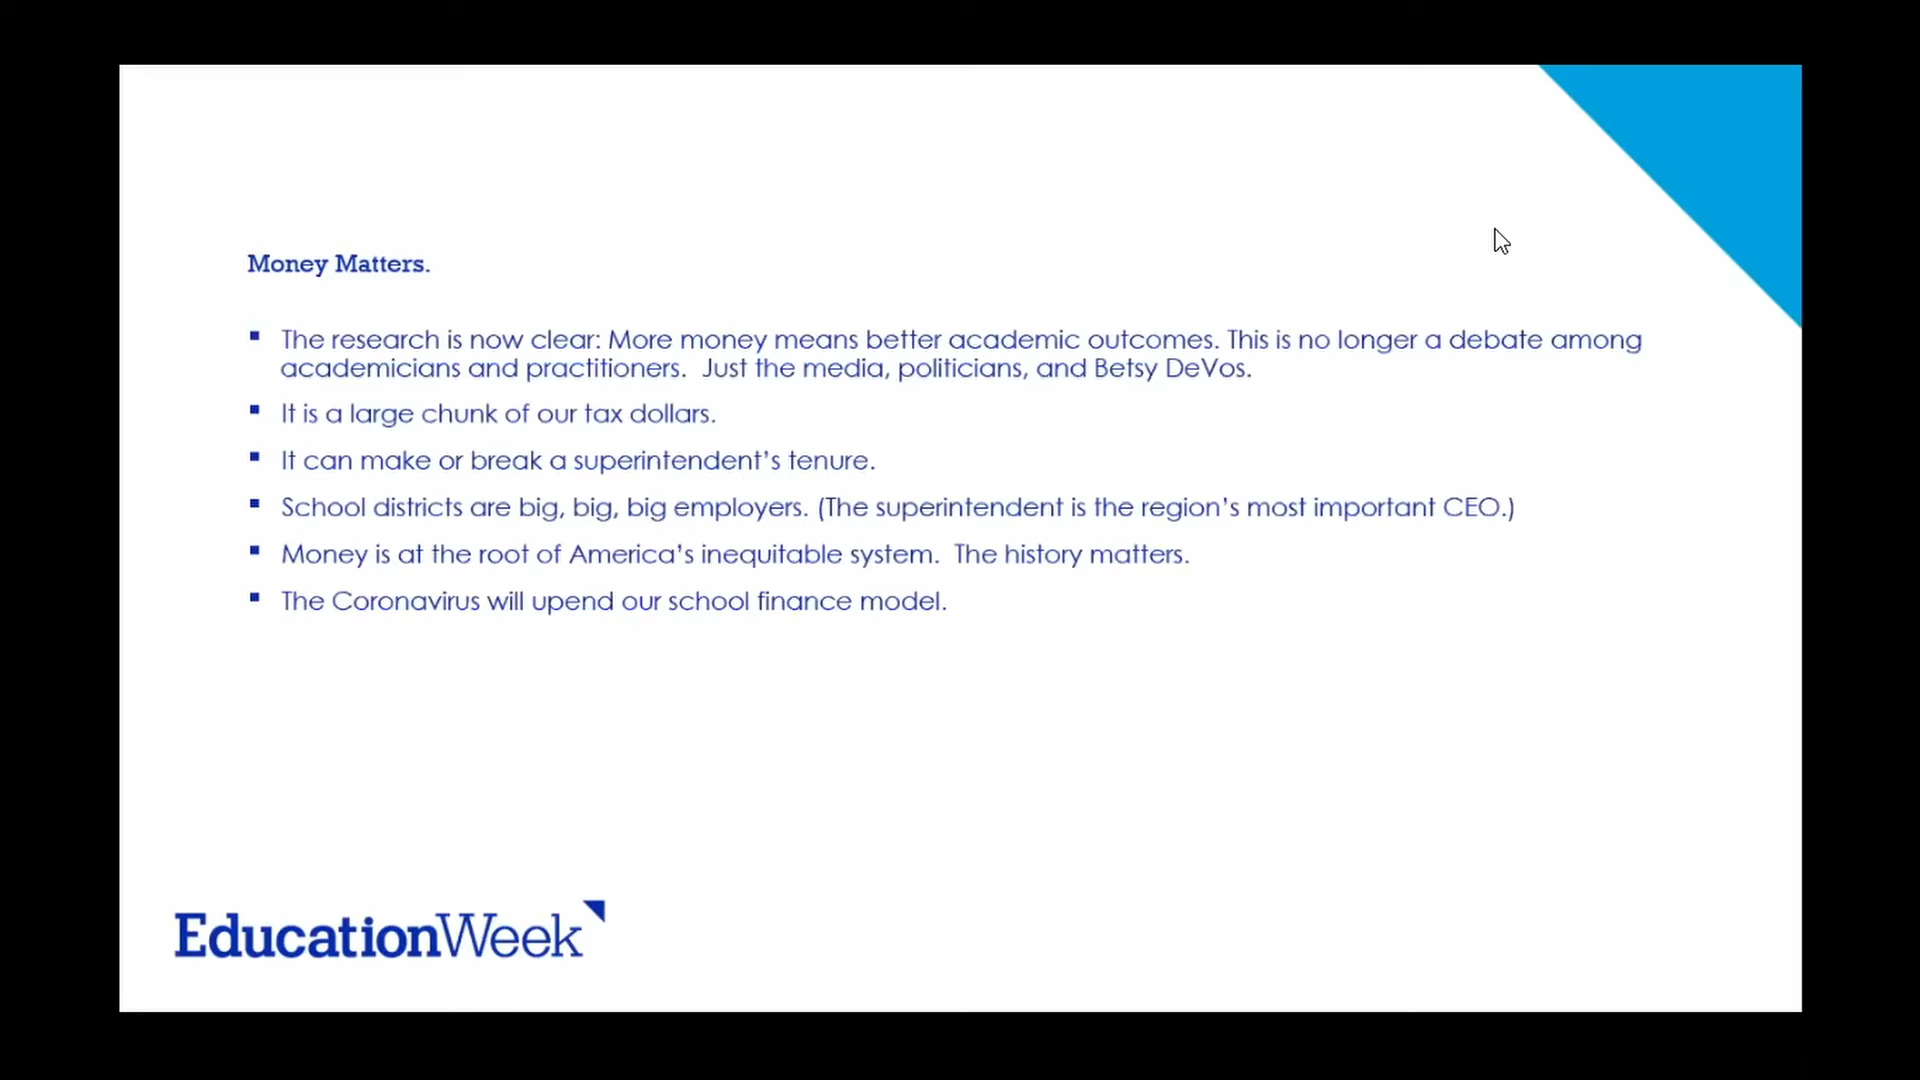 Money Matters.
▪ The research is now clear: More money means better academic outcomes. This is no longer a debate among
academicians and practitioners.  Just the media, politicians, and Betsy DeVos.
▪ It is a large chunk of our tax dollars.
▪ It can make or break a superintendent’s tenure.
▪ School districts are big, big, big employers. (The superintendent is the region’s most important CEO.)
▪ Money is at the root of America’s inequitable system.  The history matters.
▪ The Coronavirus will upend our school finance model.
EducationWeek